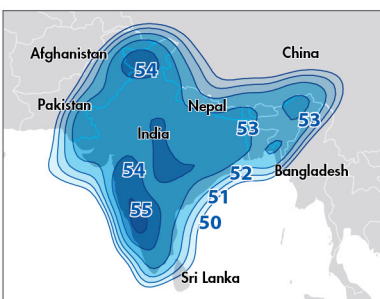 Afghanistan
China
54
Pakistan
Nepal
53
53
India
54
52
Bangladesh
51
55
50
Sri Lanka